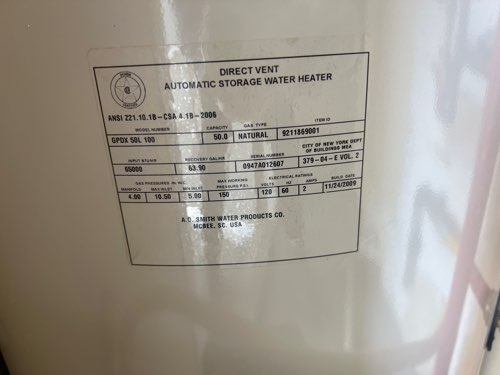 DIRECT VENT
AUTOMATIC STORAGE WATER HEATER
ANSI Z21.10.1B-CSA 4.1B-2006
MODEL NUMBER CAPACITY GAS TYPE ITEM ID
GPDX 50L 100 50.0 NATURAL 9211869001
INPUT BTU/HR RECOVERY GAL/HR SERIAL NUMBER CITY OF NEW YORK DEPT OF BUILDINGS MEA
65000 63.90 0947A012607 379-04-E VOL. 2
GAS PRESSURES IN. W.C. MAX WORKING PRESSURE P.S.I. ELECTRICAL RATINGS BUILD DATE
MANIFOLD MAX INLET MIN INLET VOLTS HZ AMPS
4.00 10.50 5.00 150 120 60 2 11/24/2009
A.O. SMITH WATER PRODUCTS CO.
MCBEE, SC. USA